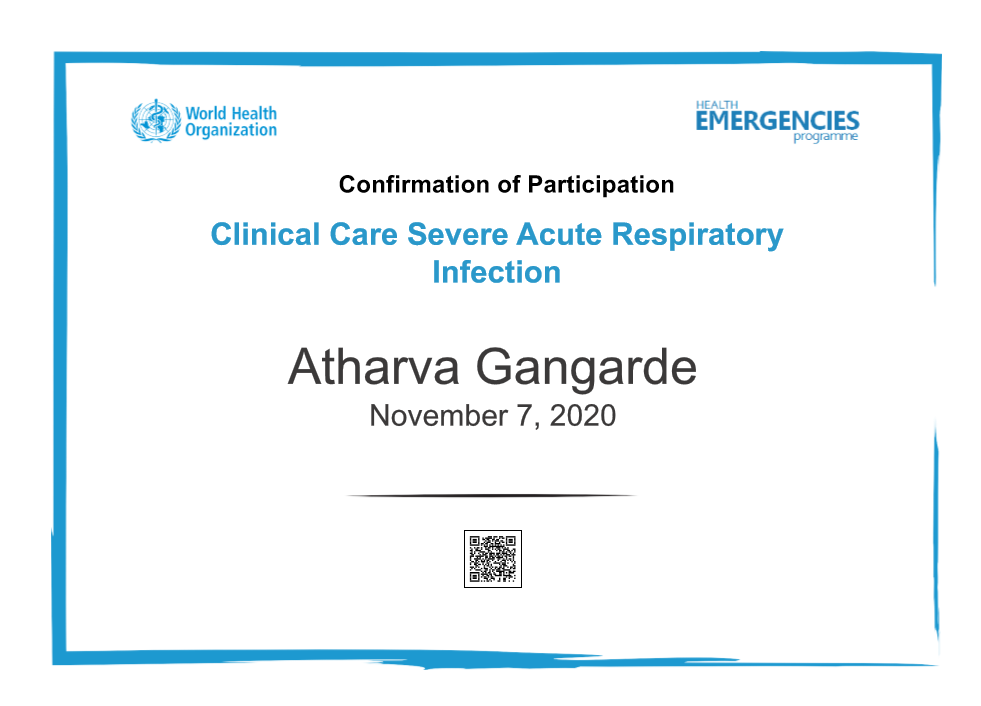 World Health
Organization
HEALTH
EMERGENCIES
programme
Confirmation of Participation
Clinical Care Severe Acute Respiratory
Infection
Atharva Gangarde
November 7, 2020